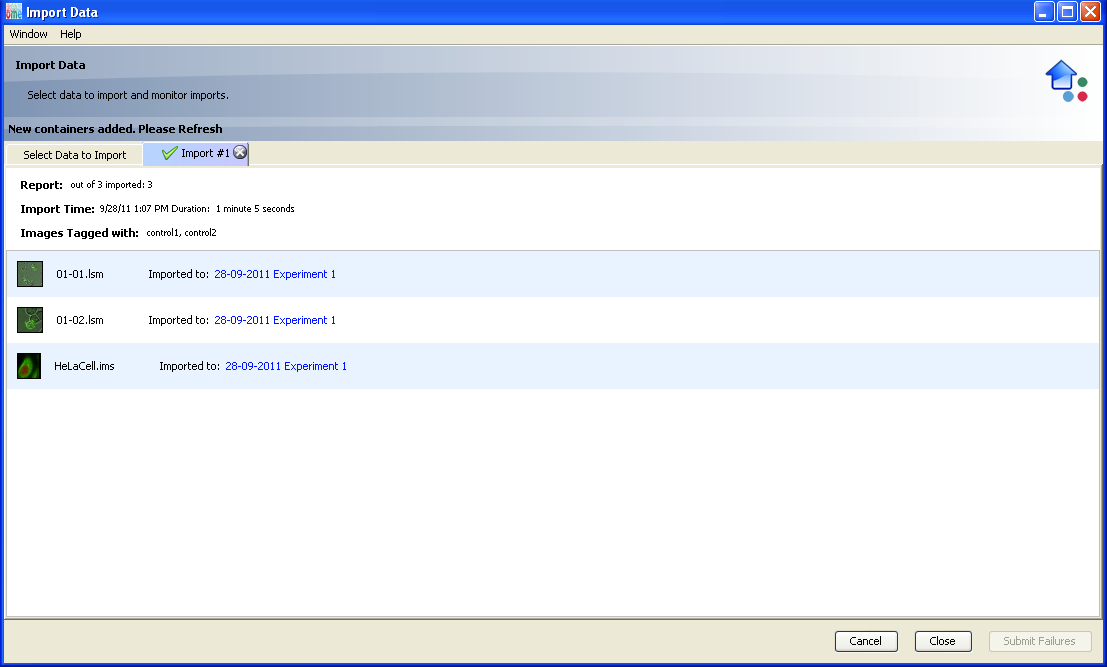 Import Data
Window Help
Import Data
Select data to import and monitor imports.
New containers added. Please Refresh
Select Data to Import Import #1
Report: out of 3 imported: 3
Import Time: 9/28/11 1:07 PM Duration: 1 minute 5 seconds
Images Tagged with: control1, control2
01-01.lsm Imported to: 28-09-2011 Experiment 1
01-02.lsm Imported to: 28-09-2011 Experiment 1
HeLaCell.ims Imported to: 28-09-2011 Experiment 1
Cancel Close Submit Failures